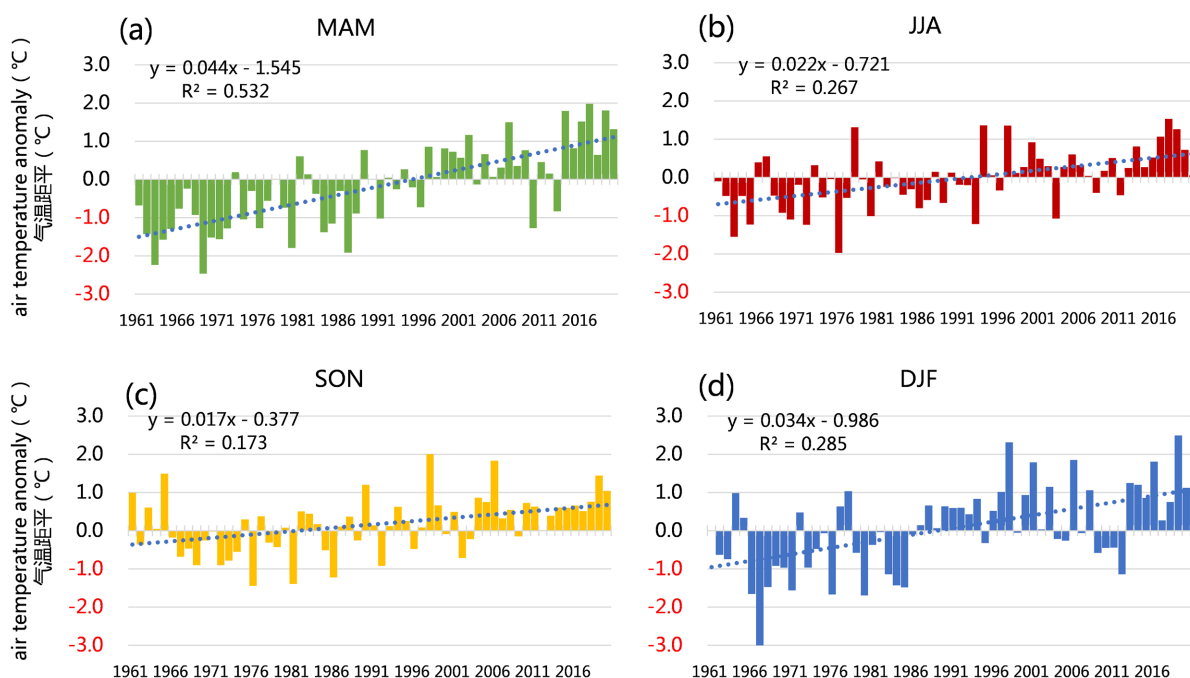 (a)
MAM
y = 0.044x - 1.545
R² = 0.532
air temperature anomaly ( ℃ )
气温距平 ( ℃ )
3.0
2.0
1.0
0.0
-1.0
-2.0
-3.0
1961 1966 1971 1976 1981 1986 1991 1996 2001 2006 2011 2016
(b)
JJA
y = 0.022x - 0.721
R² = 0.267
3.0
2.0
1.0
0.0
-1.0
-2.0
-3.0
1961 1966 1971 1976 1981 1986 1991 1996 2001 2006 2011 2016
(c)
SON
y = 0.017x - 0.377
R² = 0.173
air temperature anomaly ( ℃ )
气温距平 ( ℃ )
3.0
2.0
1.0
0.0
-1.0
-2.0
-3.0
1961 1966 1971 1976 1981 1986 1991 1996 2001 2006 2011 2016
(d)
DJF
y = 0.034x - 0.986
R² = 0.285
3.0
2.0
1.0
0.0
-1.0
-2.0
-3.0
1961 1966 1971 1976 1981 1986 1991 1996 2001 2006 2011 2016